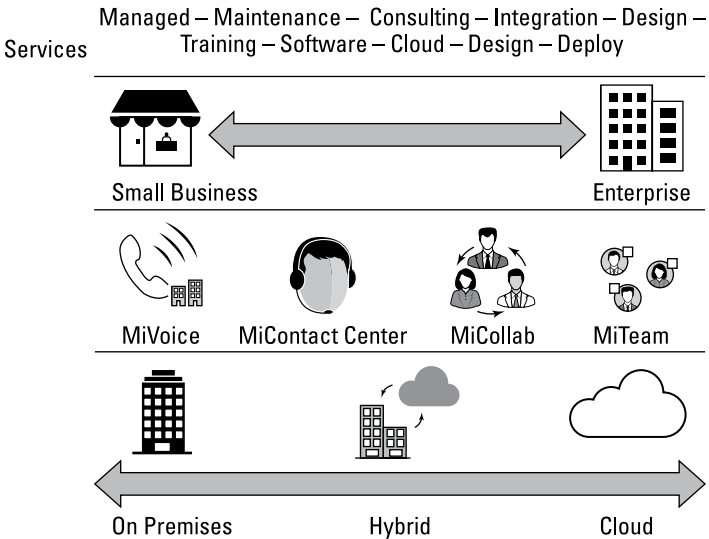 Managed – Maintenance – Consulting – Integration – Design –
Training – Software – Cloud – Design – Deploy
Services
Small Business
Enterprise
MiVoice
MiContact Center
MiCollab
MiTeam
On Premises
Hybrid
Cloud